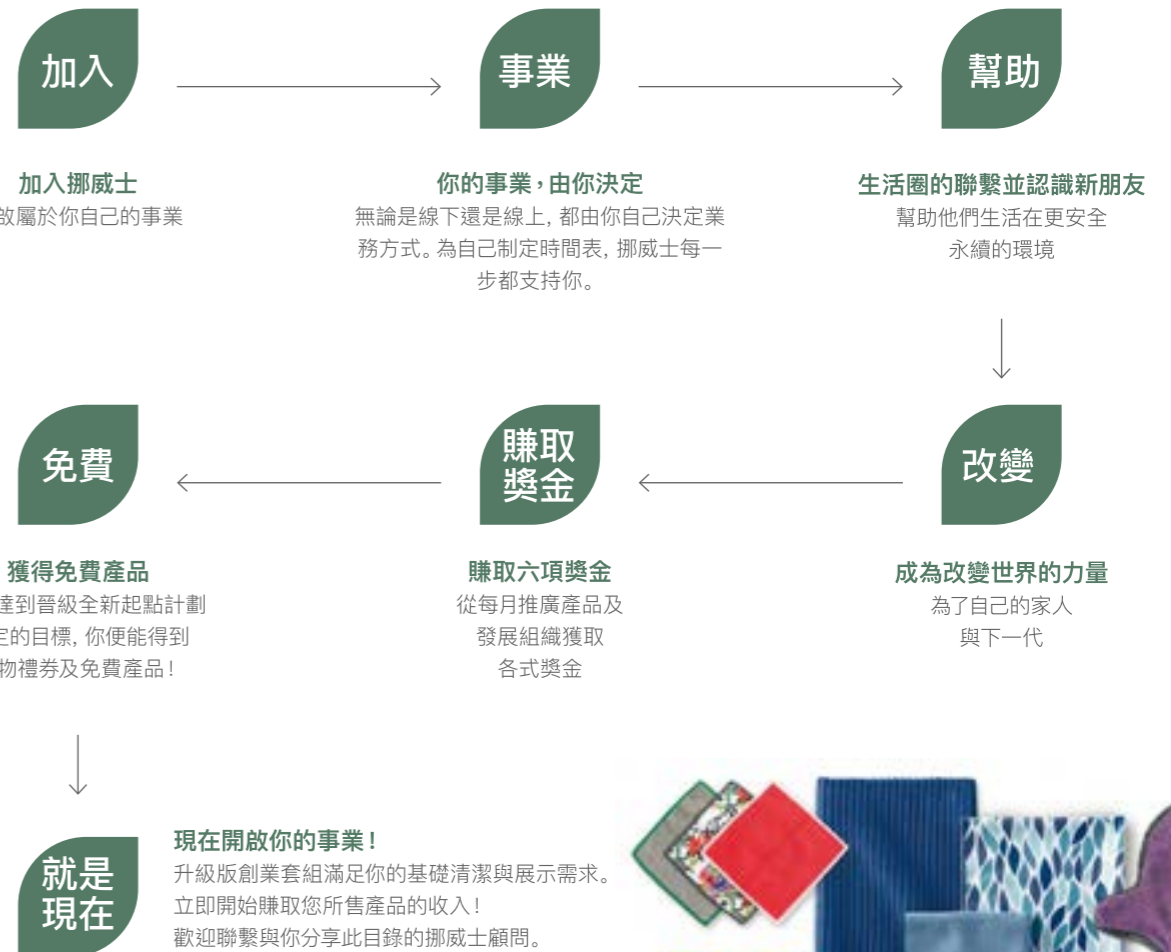 加入
事業
幫助
加入挪威士
啟屬於你自己的事業
你的事業，由你決定
無論是線下還是線上, 都由你自己決定業
務方式。為自己制定時間表, 挪威士每一
步都支持你。
生活圈的聯繫並認識新朋友
幫助他們生活在更安全
永續的環境
免費
賺取
獎金
改變
獲得免費產品
達到晉級全新起點計劃
定的目標, 你便能得到
物禮券及免費產品！
賺取六項獎金
從每月推廣產品及
發展組織獲取
各式獎金
成為改變世界的力量
為了自己的家人
與下一代
就是
現在
現在開啟你的事業！
升級版創業套組滿足你的基礎清潔與展示需求。
立即開始賺取您所售產品的收入！
歡迎聯繫與你分享此目錄的挪威士顧問。